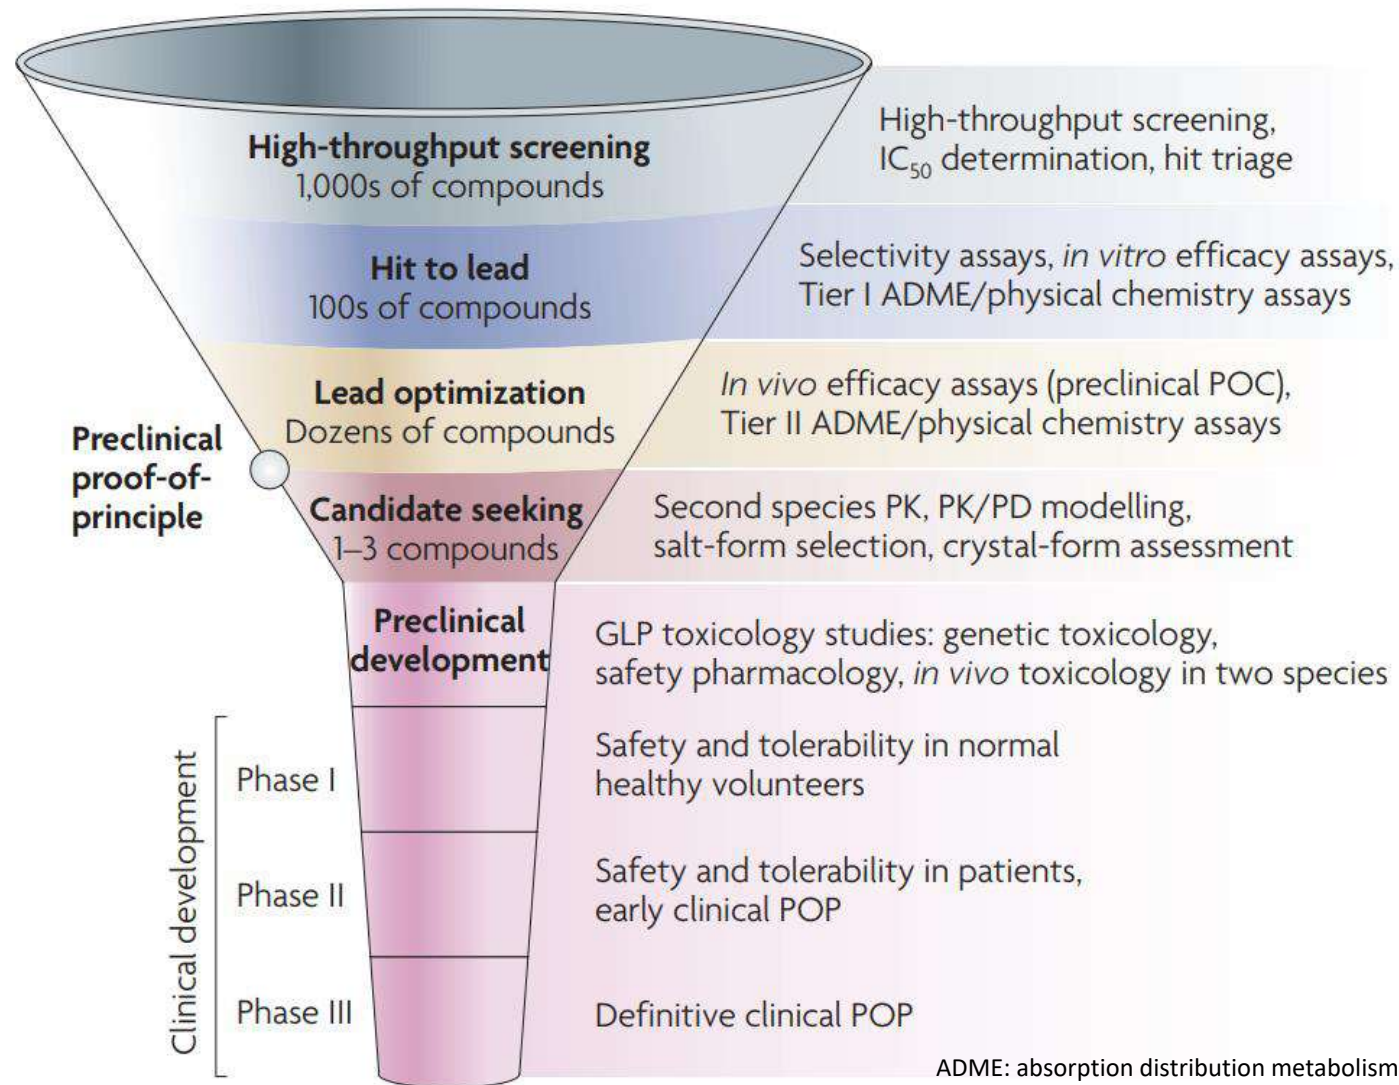 High-throughput screening
1,000s of compounds
High-throughput screening,
IC50 determination, hit triage
Hit to lead
100s of compounds
Selectivity assays, in vitro efficacy assays,
Tier I ADME/physical chemistry assays
Lead optimization
Dozens of compounds
In vivo efficacy assays (preclinical POC),
Tier II ADME/physical chemistry assays
Preclinical
proof-of-
principle
Candidate seeking
1–3 compounds
Second species PK, PK/PD modelling,
salt-form selection, crystal-form assessment
Preclinical
development
GLP toxicology studies: genetic toxicology,
safety pharmacology, in vivo toxicology in two species
Clinical development
Phase I
Safety and tolerability in normal
healthy volunteers
Phase II
Safety and tolerability in patients,
early clinical POP
Phase III
Definitive clinical POP
ADME: absorption distribution metabolism